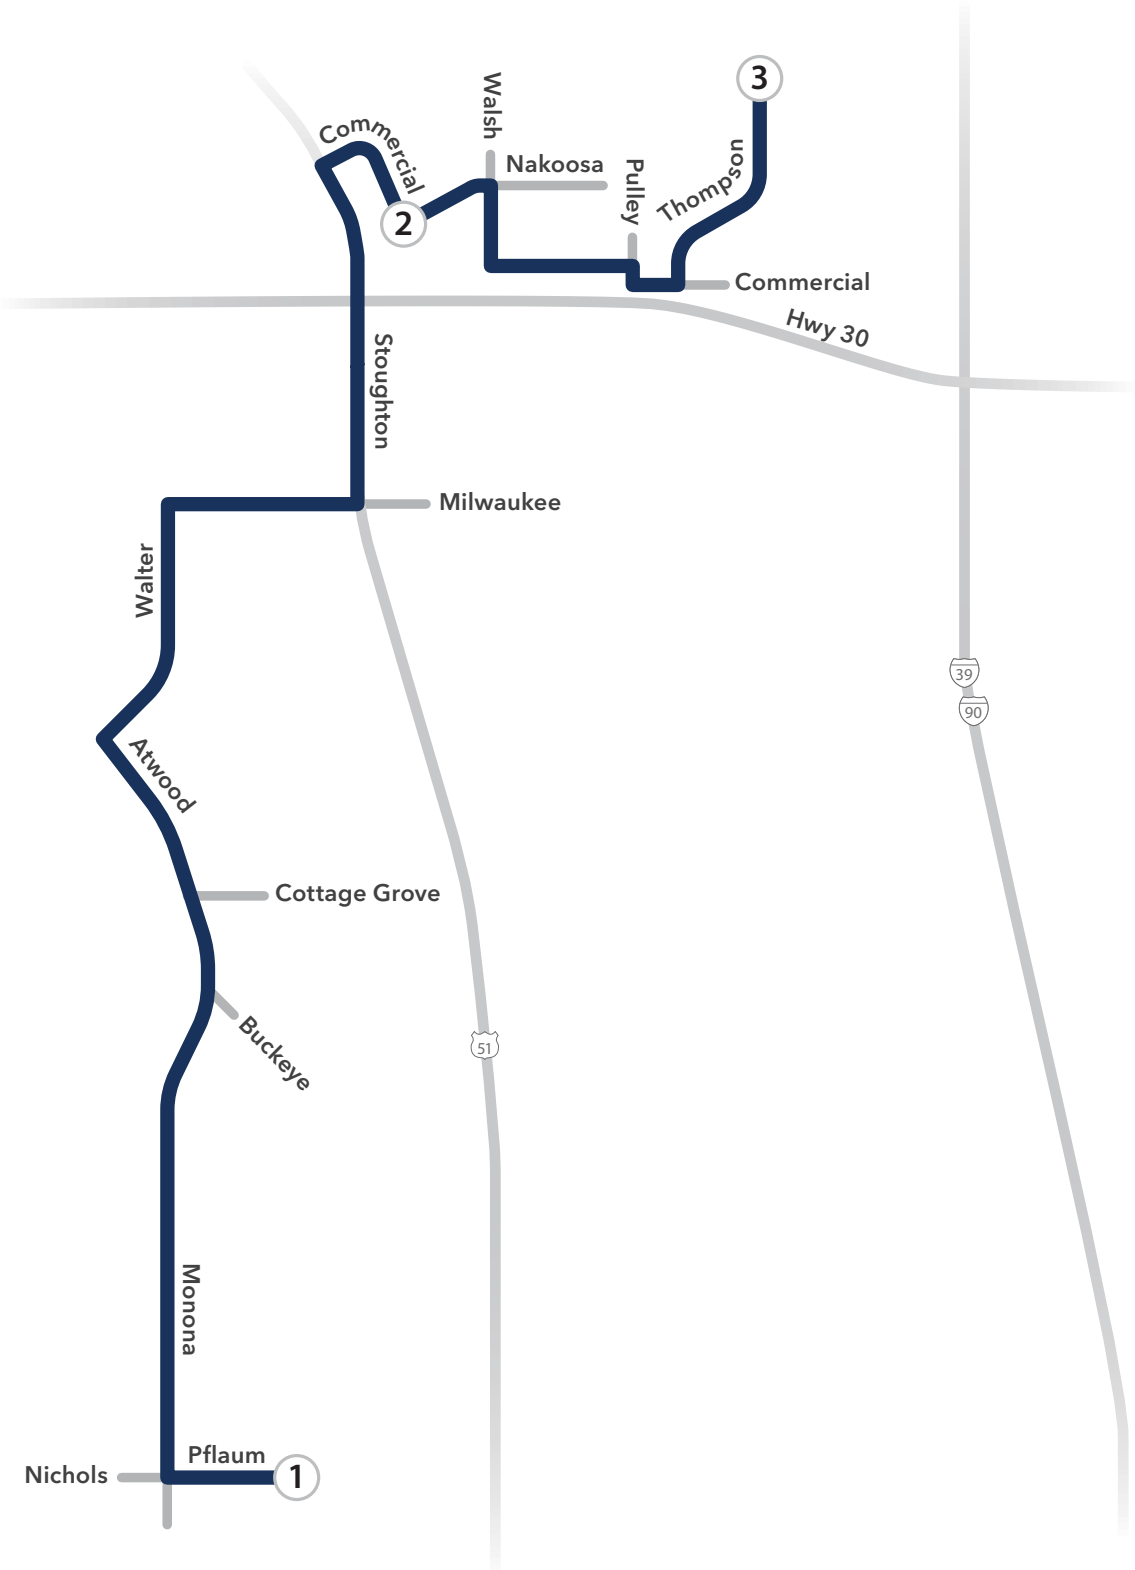 3
Walsh
Commercial
Nakoosa
Pulley
Thompson
2
Commercial
Hwy 30
Stoughton
Milwaukee
Walter
39
90
Atwood
Cottage Grove
Buckeye
51
Monona
Pflaum
Nichols
1